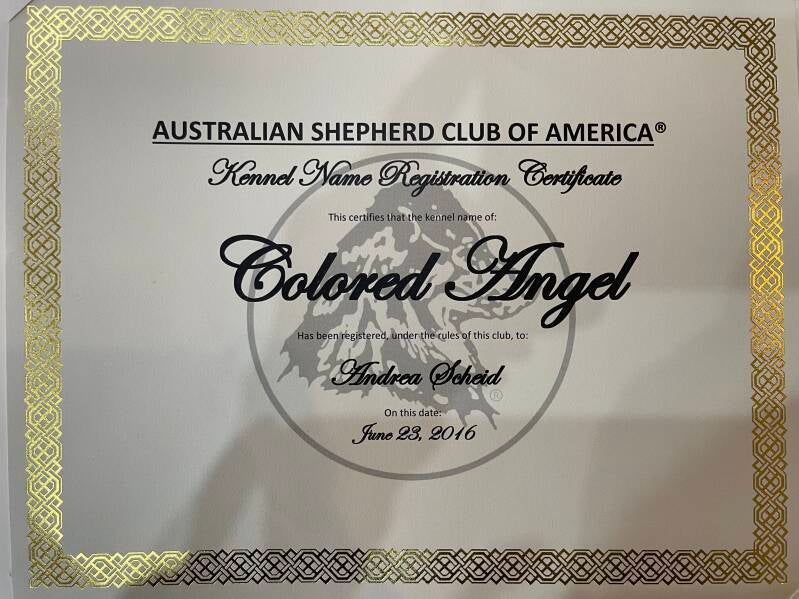 AUSTRALIAN SHEPHERD CLUB OF AMERICA®
Kennel Name Registration Certificate
This certifies that the kennel name of:
Colored Angel
Has been registered, under the rules of this club, to:
Andrea Scheid
®
On this date:
June 23, 2016